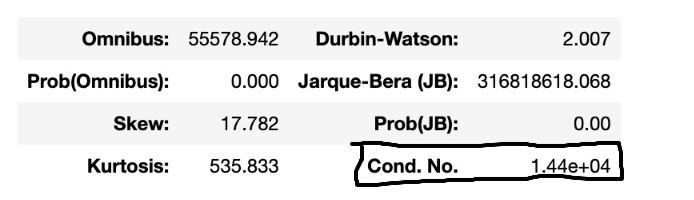 Omnibus: 55578.942 Durbin-Watson: 2.007
Prob(Omnibus): 0.000 Jarque-Bera (JB): 316818618.068
Skew: 17.782 Prob(JB): 0.00
Kurtosis: 535.833 Cond. No. 1.44e+04